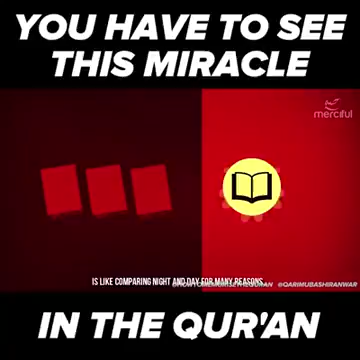 YOU HAVE TO SEE
THIS MIRACLE
merciful
IS LIKE COMPARING NIGHT AND DAY FOR MANY REASONS
@QARIMUBASHIRANWAR
IN THE QUR'AN